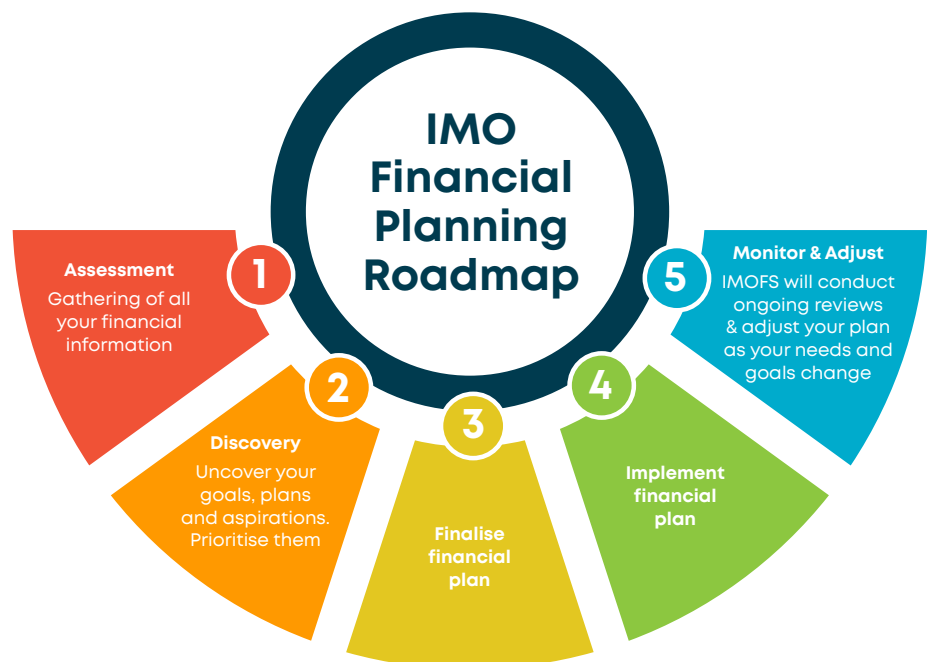 IMO
Financial
Planning
Roadmap
1
Assessment
Gathering of all
your financial
information
2
Discovery
Uncover your
goals, plans
and aspirations.
Prioritise them
3
Finalise
financial
plan
4
Implement
financial
plan
5
Monitor & Adjust
IMOFS will conduct
ongoing reviews
& adjust your plan
as your needs and
goals change